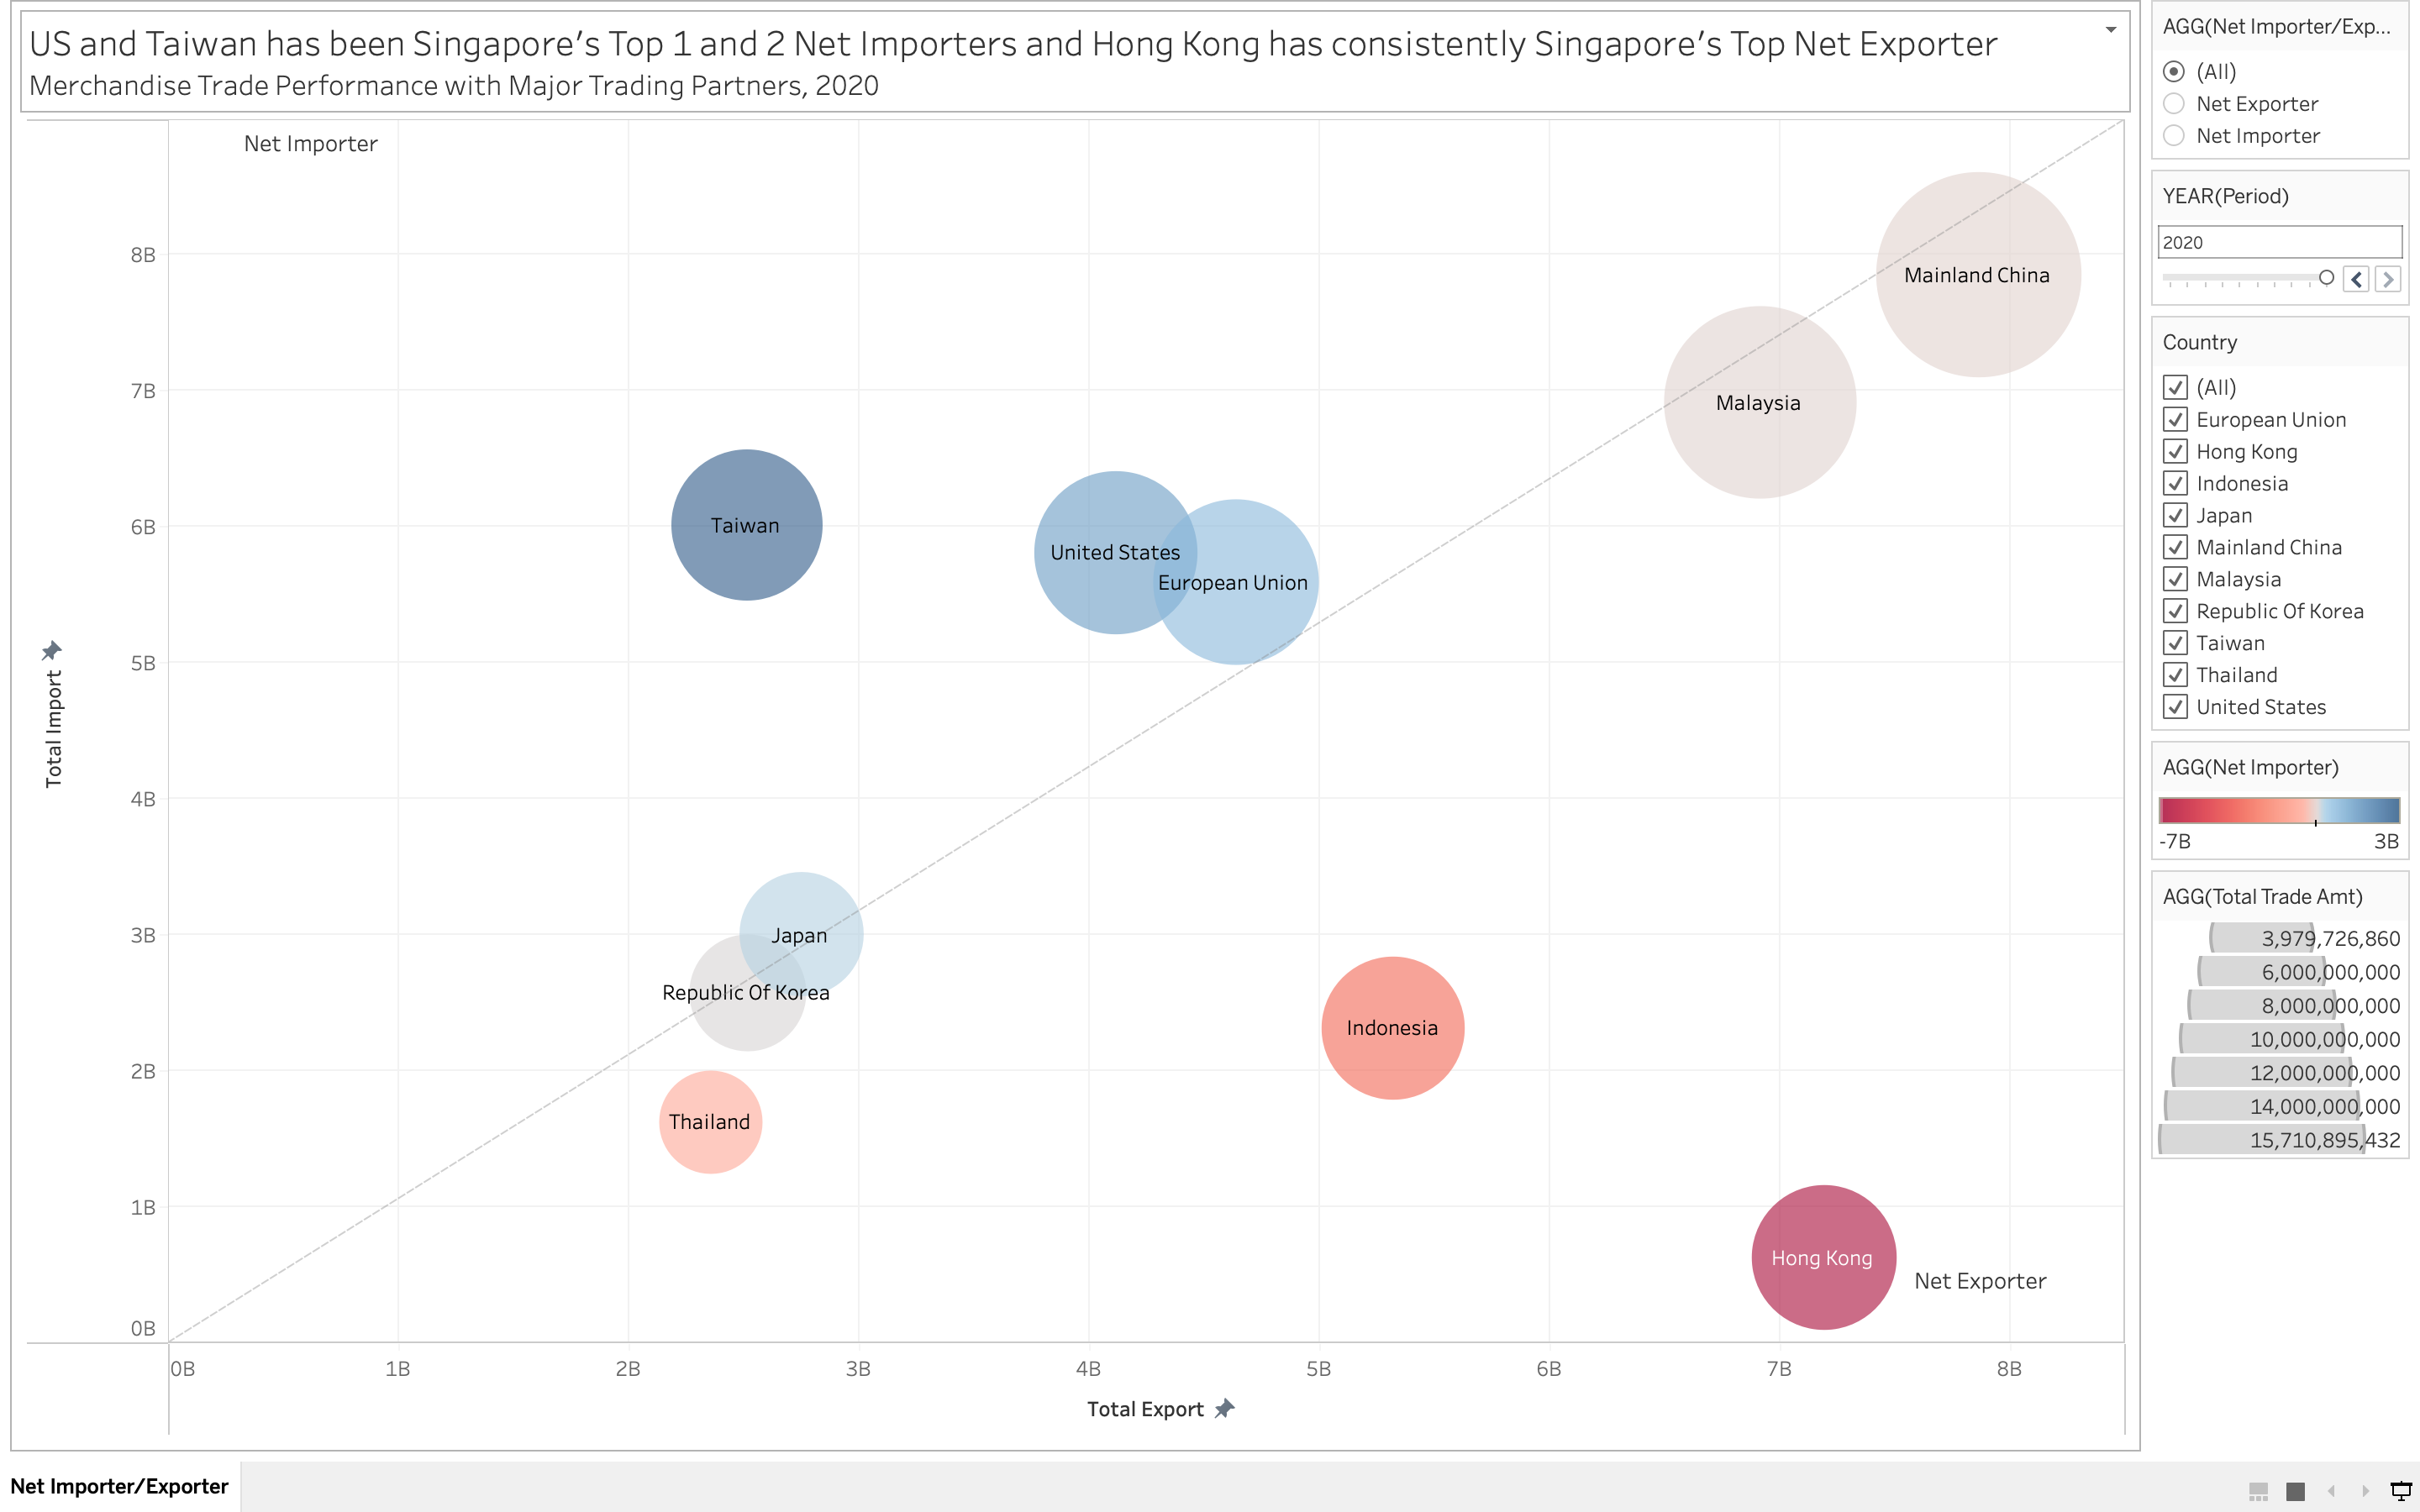 US and Taiwan has been Singapore's Top 1 and 2 Net Importers and Hong Kong has consistently Singapore's Top Net Exporter
Merchandise Trade Performance with Major Trading Partners, 2020
Net Importer
8B
7B
6B
5B
4B
3B
2B
1B
0B
Total Import
Mainland China
Malaysia
Taiwan
United States
European Union
Japan
Republic Of Korea
Indonesia
Thailand
Hong Kong
Net Exporter
0B
1B
2B
3B
4B
5B
6B
7B
8B
Total Export
AGG(Net Importer/Exp...
(All)
Net Exporter
Net Importer
YEAR(Period)
2020
Country
(All)
European Union
Hong Kong
Indonesia
Japan
Mainland China
Malaysia
Republic Of Korea
Taiwan
Thailand
United States
AGG(Net Importer)
-7B 3B
AGG(Total Trade Amt)
3,979,726,860
6,000,000,000
8,000,000,000
10,000,000,000
12,000,000,000
14,000,000,000
15,710,895,432
Net Importer/Exporter